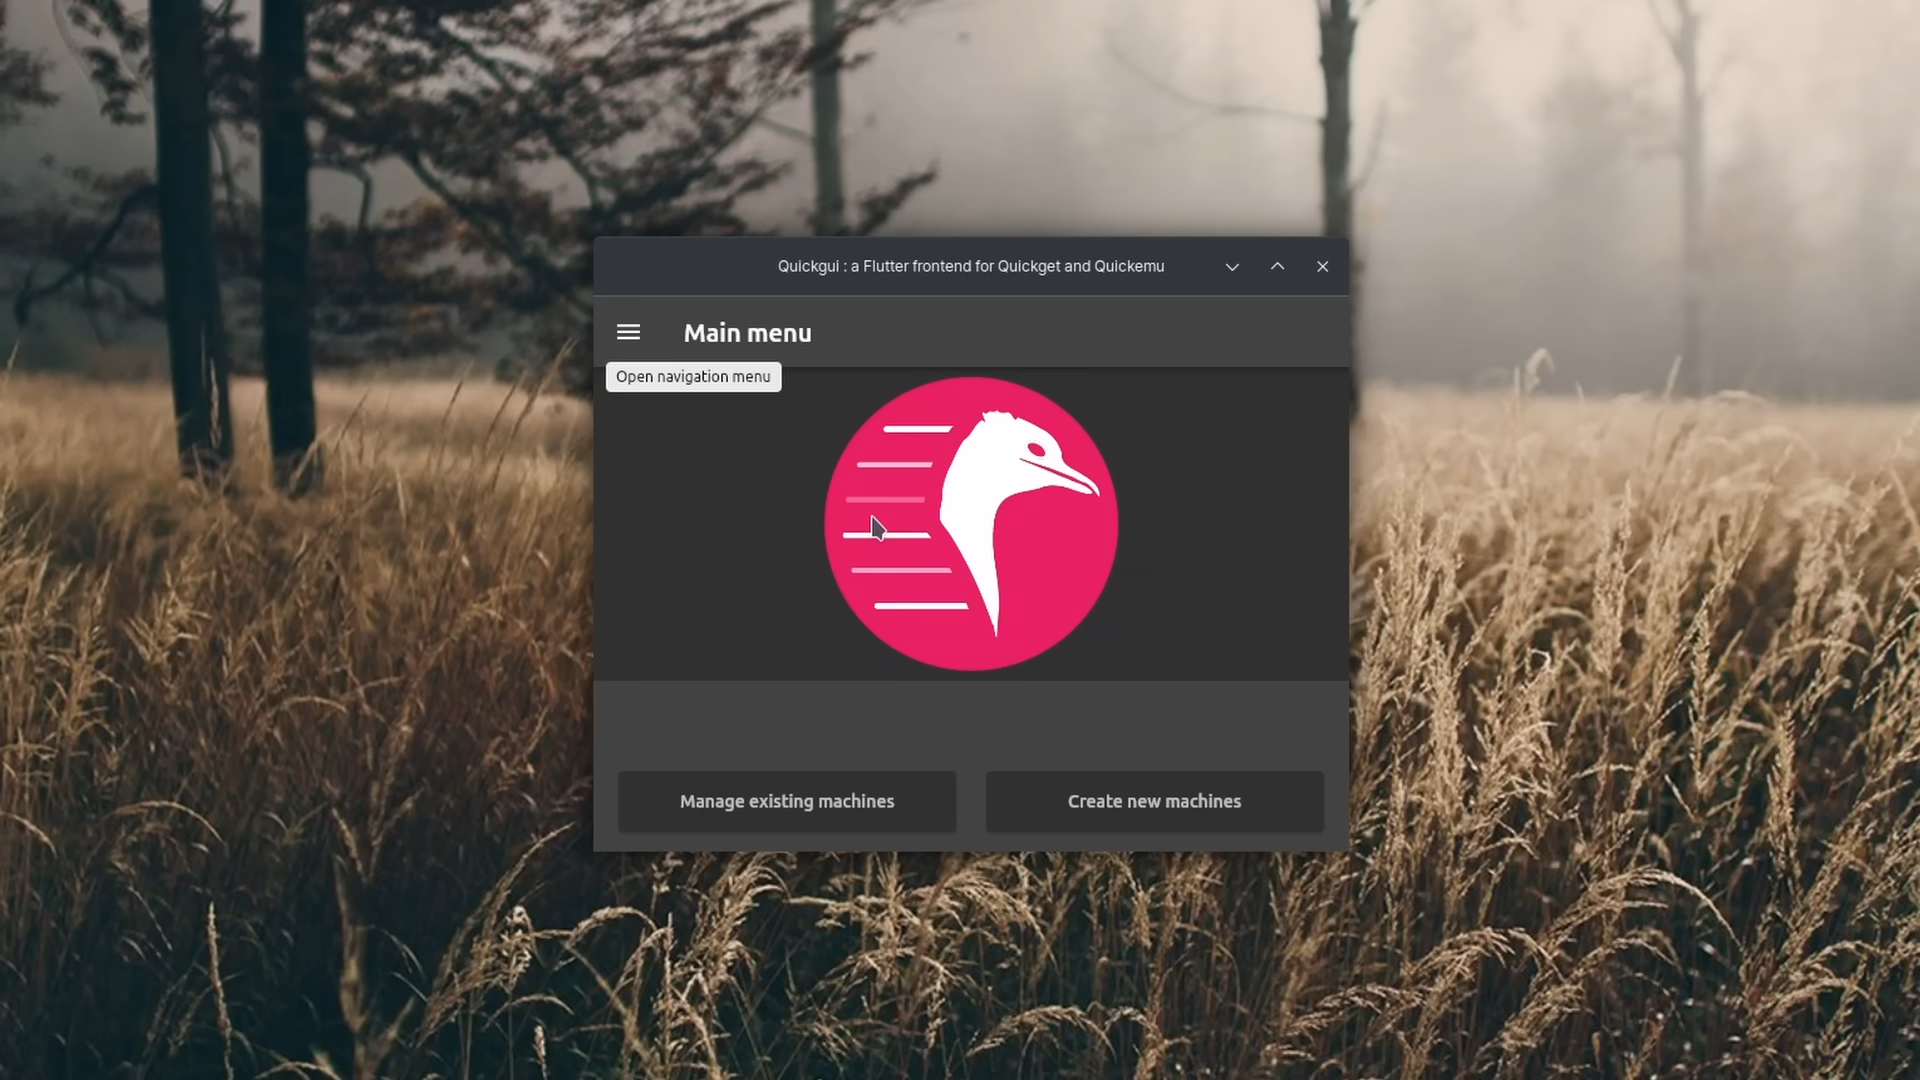 Quickgui : a Flutter frontend for Quickget and Quickemu
Main menu
Open navigation menu
Manage existing machines
Create new machines